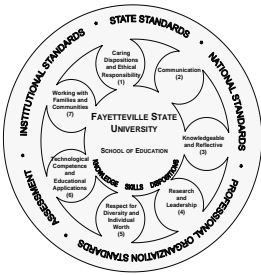 STATE STANDARDS
NATIONAL STANDARDS
PROFESSIONAL ORGANIZATION STANDARDS
ASSESSMENT
INSTITUTIONAL STANDARDS
Caring
Dispositions
and Ethical
Responsibility
(1)
Communication
(2)
Knowledgeable
and Reflective
(3)
Research
and
Leadership
(4)
Respect for
Diversity and
Individual
Worth
(5)
Technological
Competence
and
Educational
Applications
(6)
Working with
Families and
Communities
(7)
FAYETTEVILLE STATE
UNIVERSITY
SCHOOL OF EDUCATION
KNOWLEDGE SKILLS DISPOSITIONS